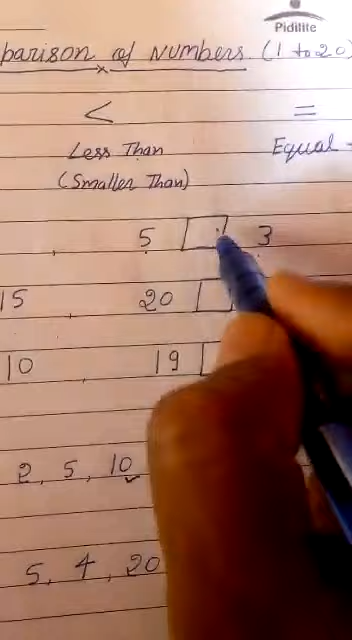 Pidilite
parison of Numbers (1 to 20
< =
Less Than Equal
(Smaller Than)
5 3
15 20
10 19
2, 5, 10
5, 4, 20